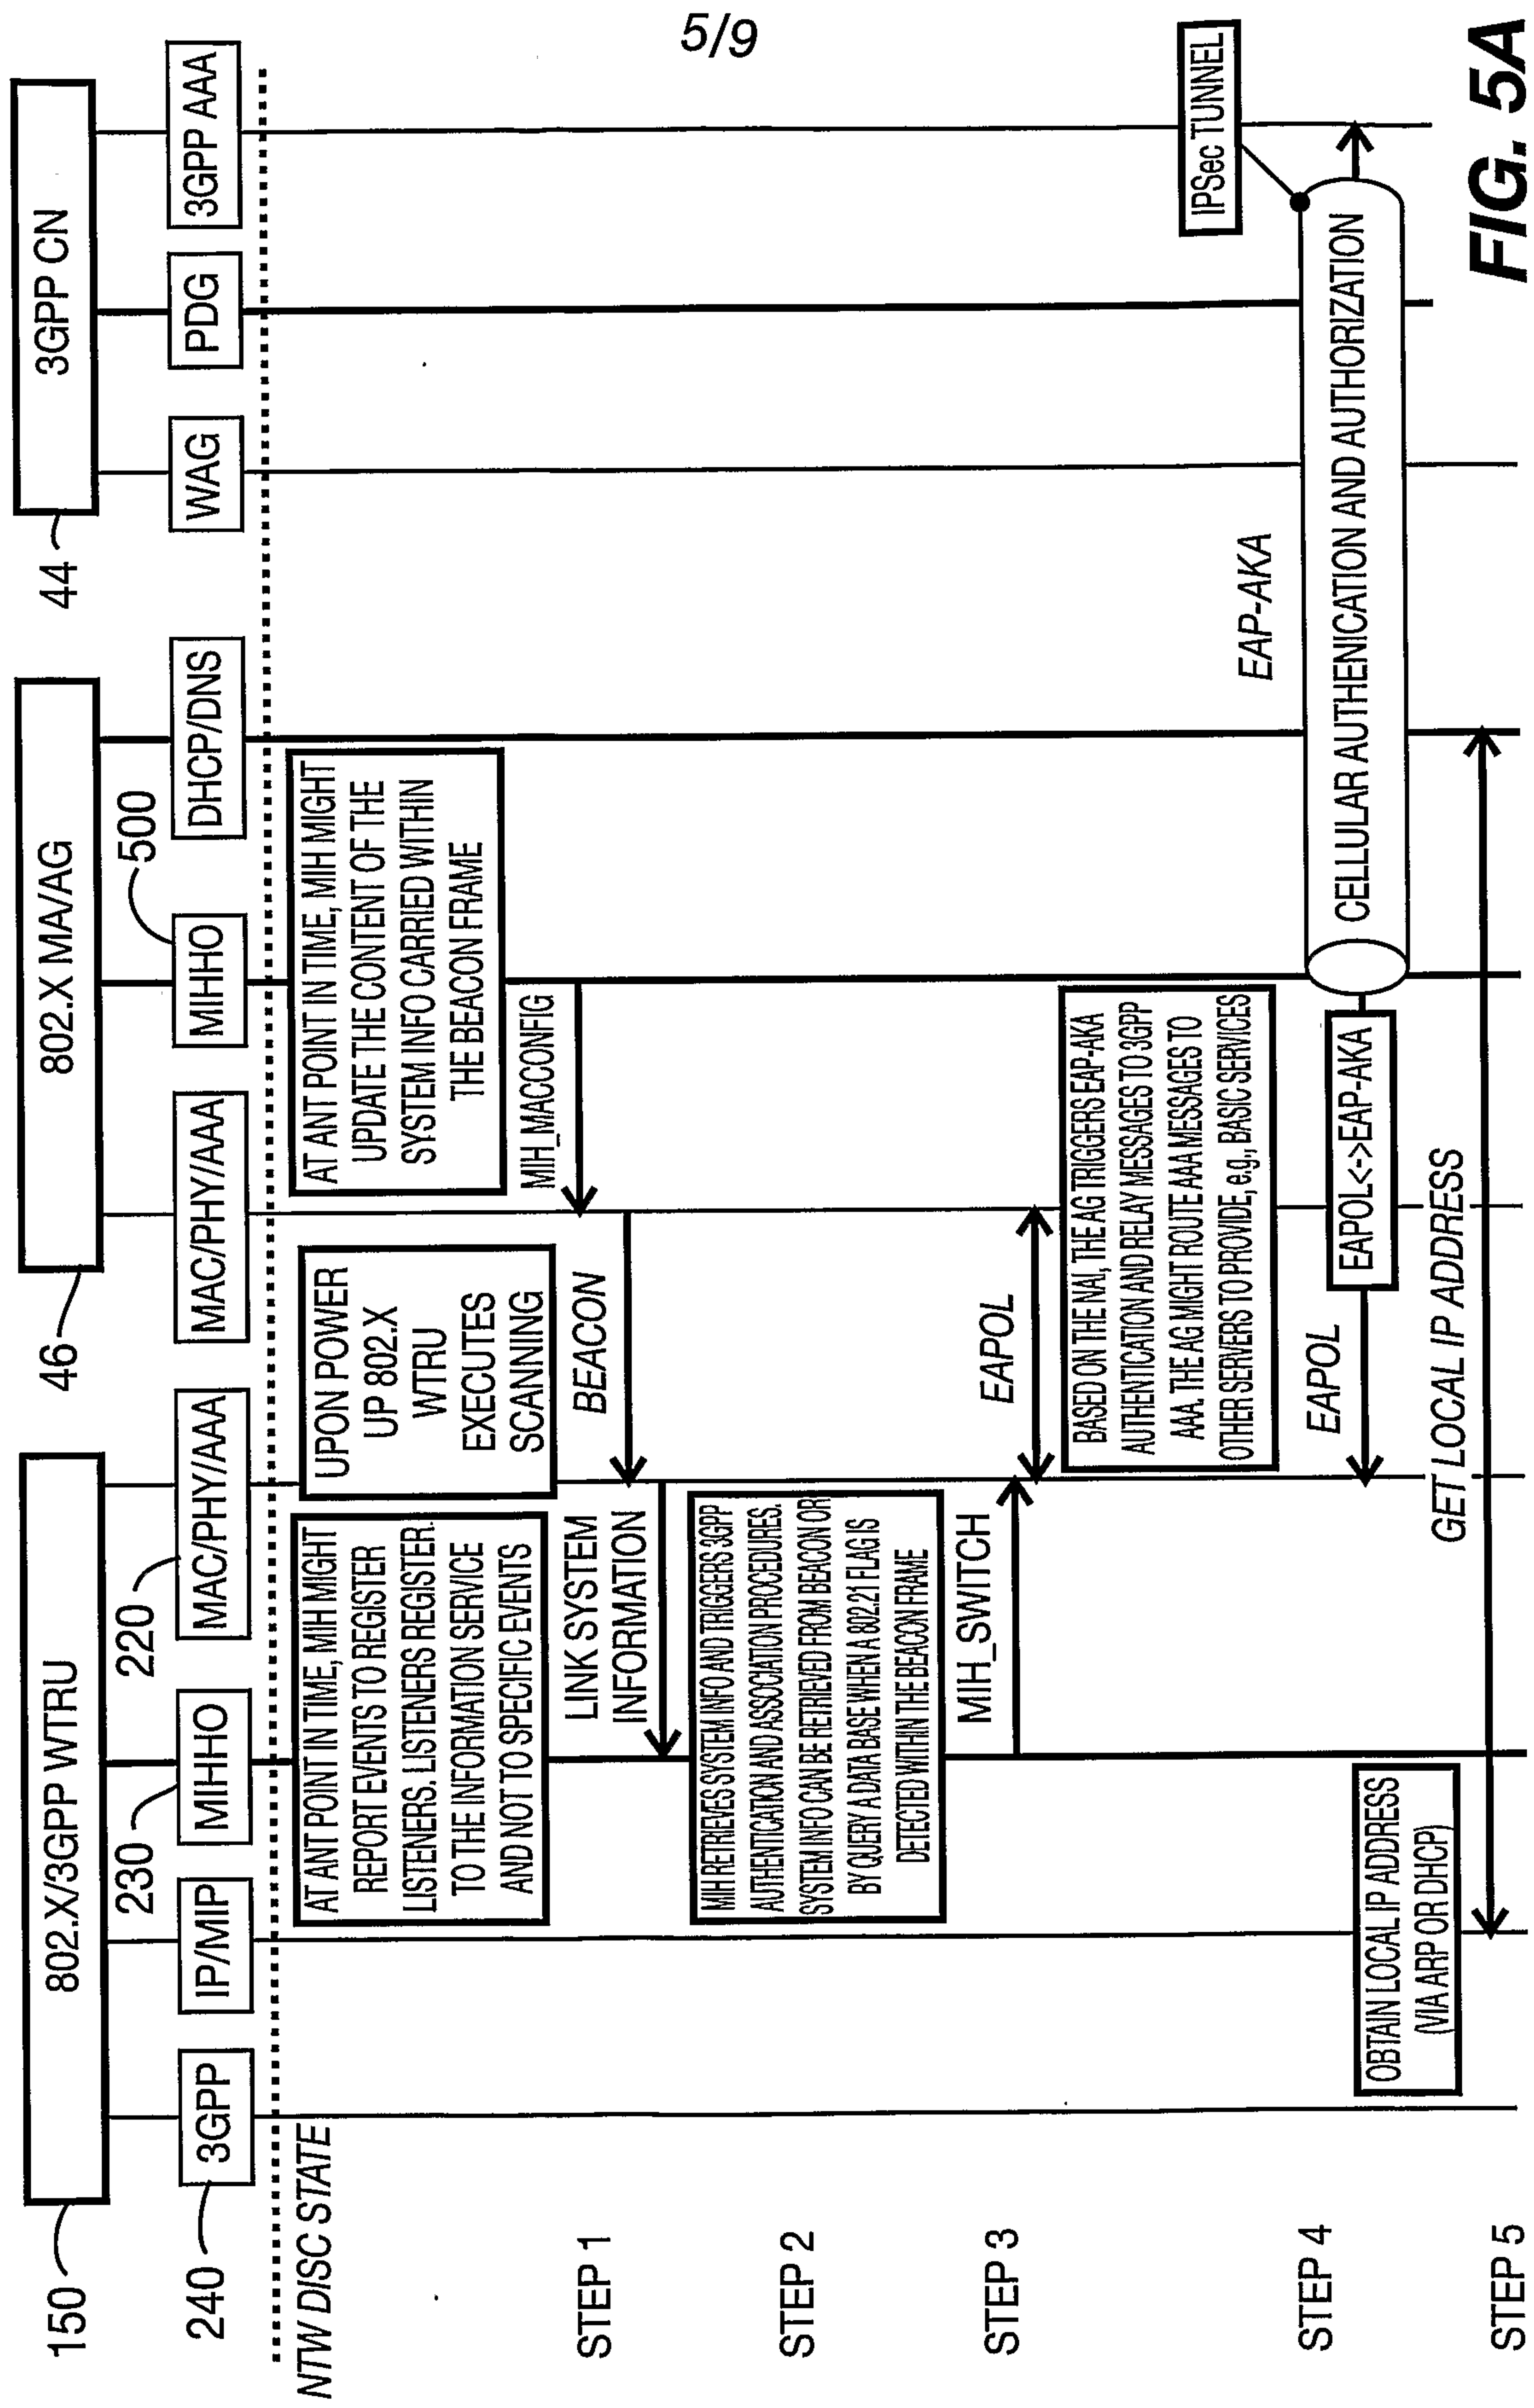 5/9
802.X/3GPP WTRU
802.X MA/AG
3GPP CN
150
46
44
240
230
220
500
3GPP
IP/MIP
MIHHO
MAC/PHY/AAA
MAC/PHY/AAA
MIHHO
DHCP/DNS
WAG
PDG
3GPP AAA
NTW DISC STATE
AT ANT POINT IN TIME, MIH MIGHT
REPORT EVENTS TO REGISTER
LISTENERS. LISTENERS REGISTER.
TO THE INFORMATION SERVICE
AND NOT TO SPECIFIC EVENTS
UPON POWER
UP 802.X
WTRU
EXECUTES
SCANNING
AT ANT POINT IN TIME, MIH MIGHT
UPDATE THE CONTENT OF THE
SYSTEM INFO CARRIED WITHIN
THE BEACON FRAME
STEP 1
MIH_MACCONFIG
BEACON
LINK SYSTEM
INFORMATION
STEP 2
MIH RETRIEVES SYSTEM INFO AND TRIGGERS 3GPP
AUTHENTICATION AND ASSOCIATION PROCEDURES.
SYSTEM INFO CAN BE RETRIEVED FROM BEACON OR
BY QUERY A DATA BASE WHEN A 802.21 FLAG IS
DETECTED WITHIN THE BEACON FRAME
STEP 3
MIH_SWITCH
EAPOL
BASED ON THE NAI, THE AG TRIGGERS EAP-AKA
AUTHENTICATION AND RELAY MESSAGES TO 3GPP
AAA. THE AG MIGHT ROUTE AAA MESSAGES TO
OTHER SERVERS TO PROVIDE, e.g., BASIC SERVICES
IPSec TUNNEL
EAP-AKA
STEP 4
EAPOL
EAPOL<->EAP-AKA
CELLULAR AUTHENICATION AND AUTHORIZATION
OBTAIN LOCAL IP ADDRESS
(VIA ARP OR DHCP)
GET LOCAL IP ADDRESS
STEP 5
FIG. 5A